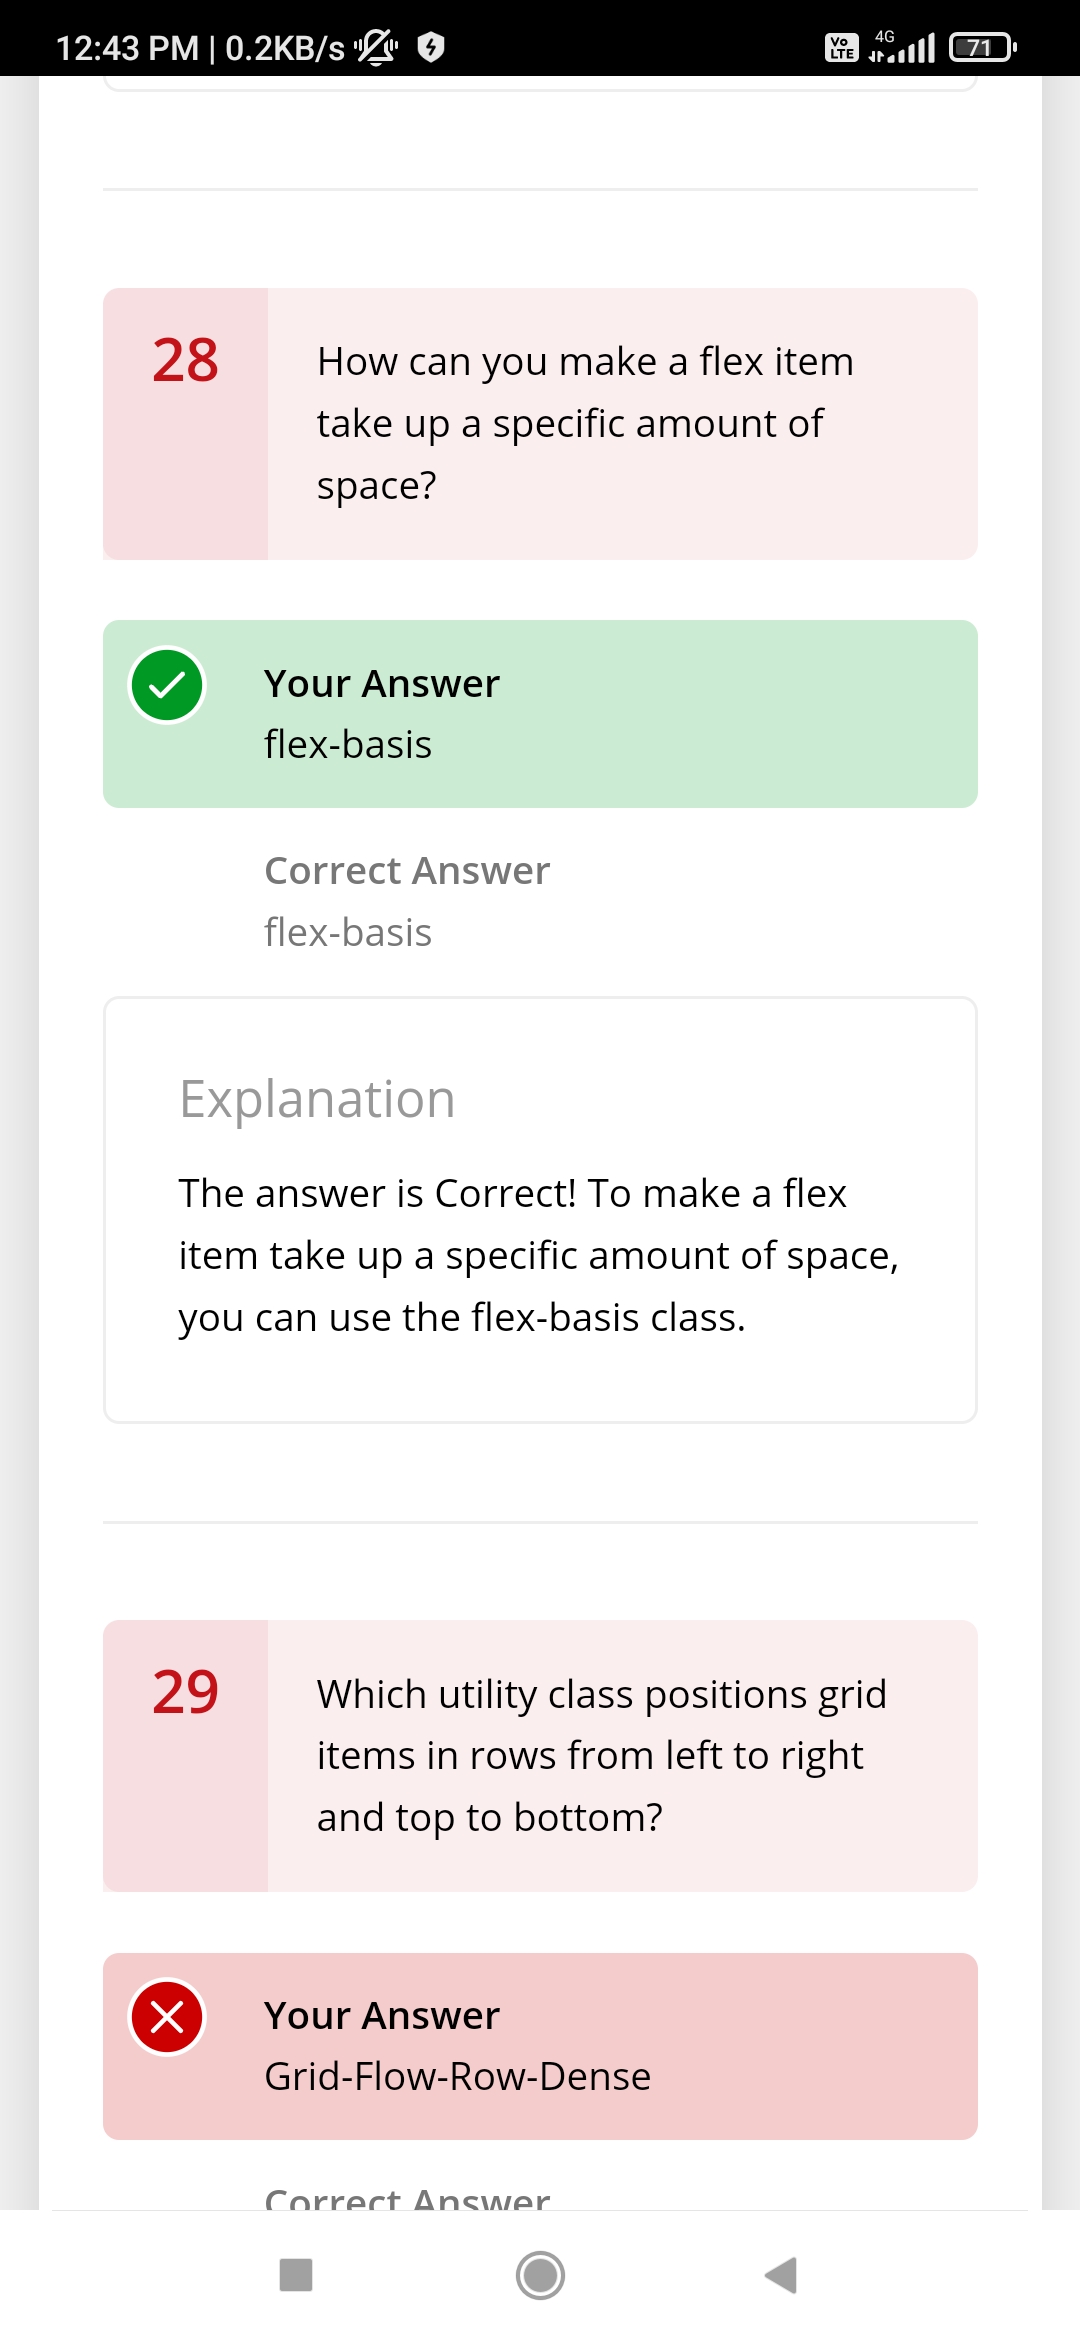 12:43 PM | 0.2KB/s
Vo LTE
4G
71
28
How can you make a flex item
take up a specific amount of
space?
Your Answer
flex-basis
Correct Answer
flex-basis
Explanation
The answer is Correct! To make a flex
item take up a specific amount of space,
you can use the flex-basis class.
29
Which utility class positions grid
items in rows from left to right
and top to bottom?
Your Answer
Grid-Flow-Row-Dense
Correct Answer